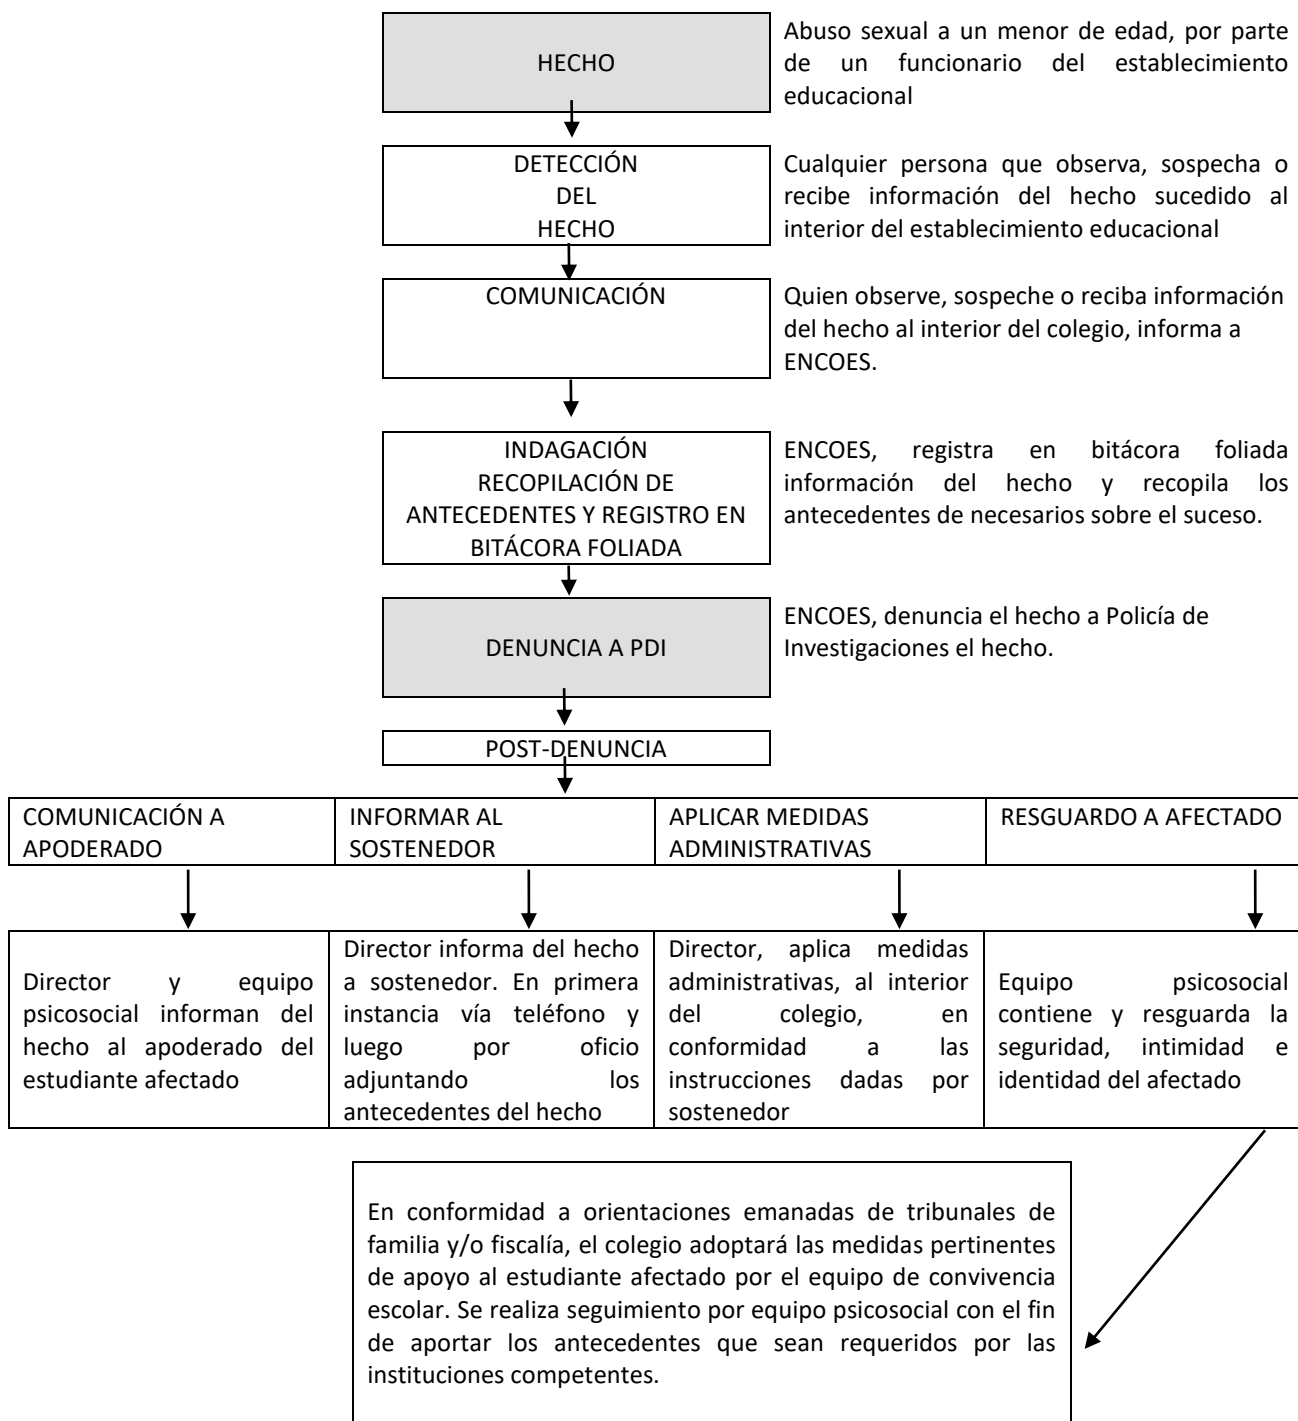 HECHO
Abuso sexual a un menor de edad, por parte
de un funcionario del establecimiento
educacional
DETECCIÓN
DEL
HECHO
Cualquier persona que observa, sospecha o
recibe información del hecho sucedido al
interior del establecimiento educacional
COMUNICACIÓN
Quien observe, sospeche o reciba información
del hecho al interior del colegio, informa a
ENCOES.
INDAGACIÓN
RECOPILACIÓN DE
ANTECEDENTES Y REGISTRO EN
BITÁCORA FOLIADA
ENCOES, registra en bitácora foliada
información del hecho y recopila los
antecedentes de necesarios sobre el suceso.
DENUNCIA A PDI
ENCOES, denuncia el hecho a Policía de
Investigaciones el hecho.
POST-DENUNCIA
COMUNICACIÓN A
APODERADO
INFORMAR AL
SOSTENEDOR
APLICAR MEDIDAS
ADMINISTRATIVAS
RESGUARDO A AFECTADO
Director y equipo
psicosocial informan del
hecho al apoderado del
estudiante afectado
Director informa del hecho
a sostenedor. En primera
instancia vía teléfono y
luego por oficio
adjuntando los
antecedentes del hecho
Director, aplica medidas
administrativas, al interior
del colegio, en
conformidad a las
instrucciones dadas por
sostenedor
Equipo psicosocial
contiene y resguarda la
seguridad, intimidad e
identidad del afectado
En conformidad a orientaciones emanadas de tribunales de
familia y/o fiscalía, el colegio adoptará las medidas pertinentes
de apoyo al estudiante afectado por el equipo de convivencia
escolar. Se realiza seguimiento por equipo psicosocial con el fin
de aportar los antecedentes que sean requeridos por las
instituciones competentes.